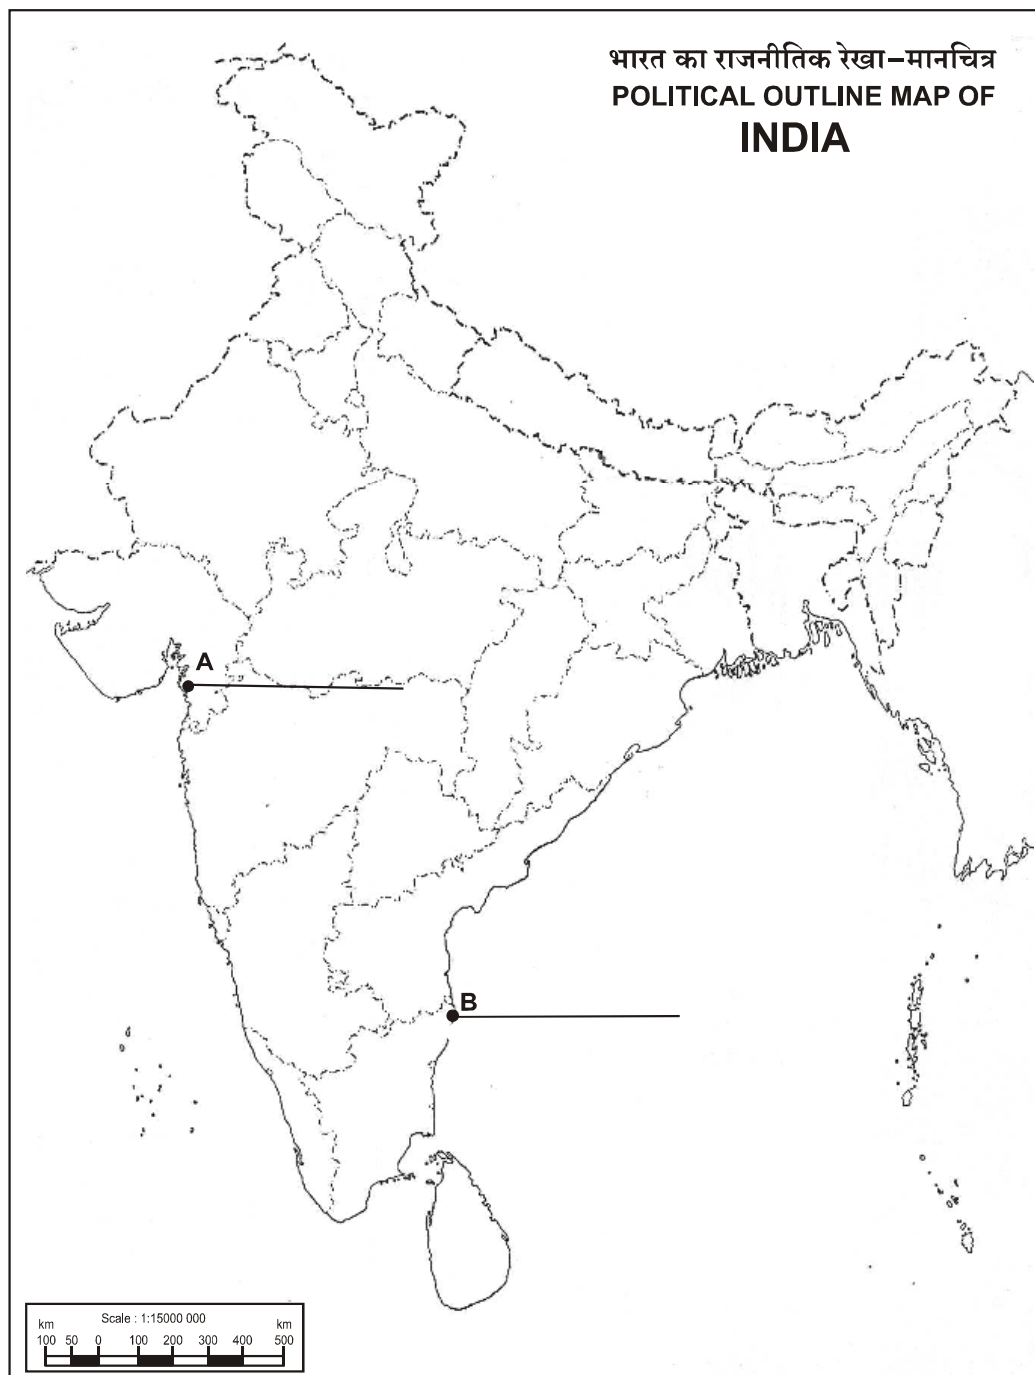 भारत का राजनीतिक रेखा–मानचित्र
POLITICAL OUTLINE MAP OF
INDIA
A
B
Scale : 1:15000 000
km km
100 50 0 100 200 300 400 500